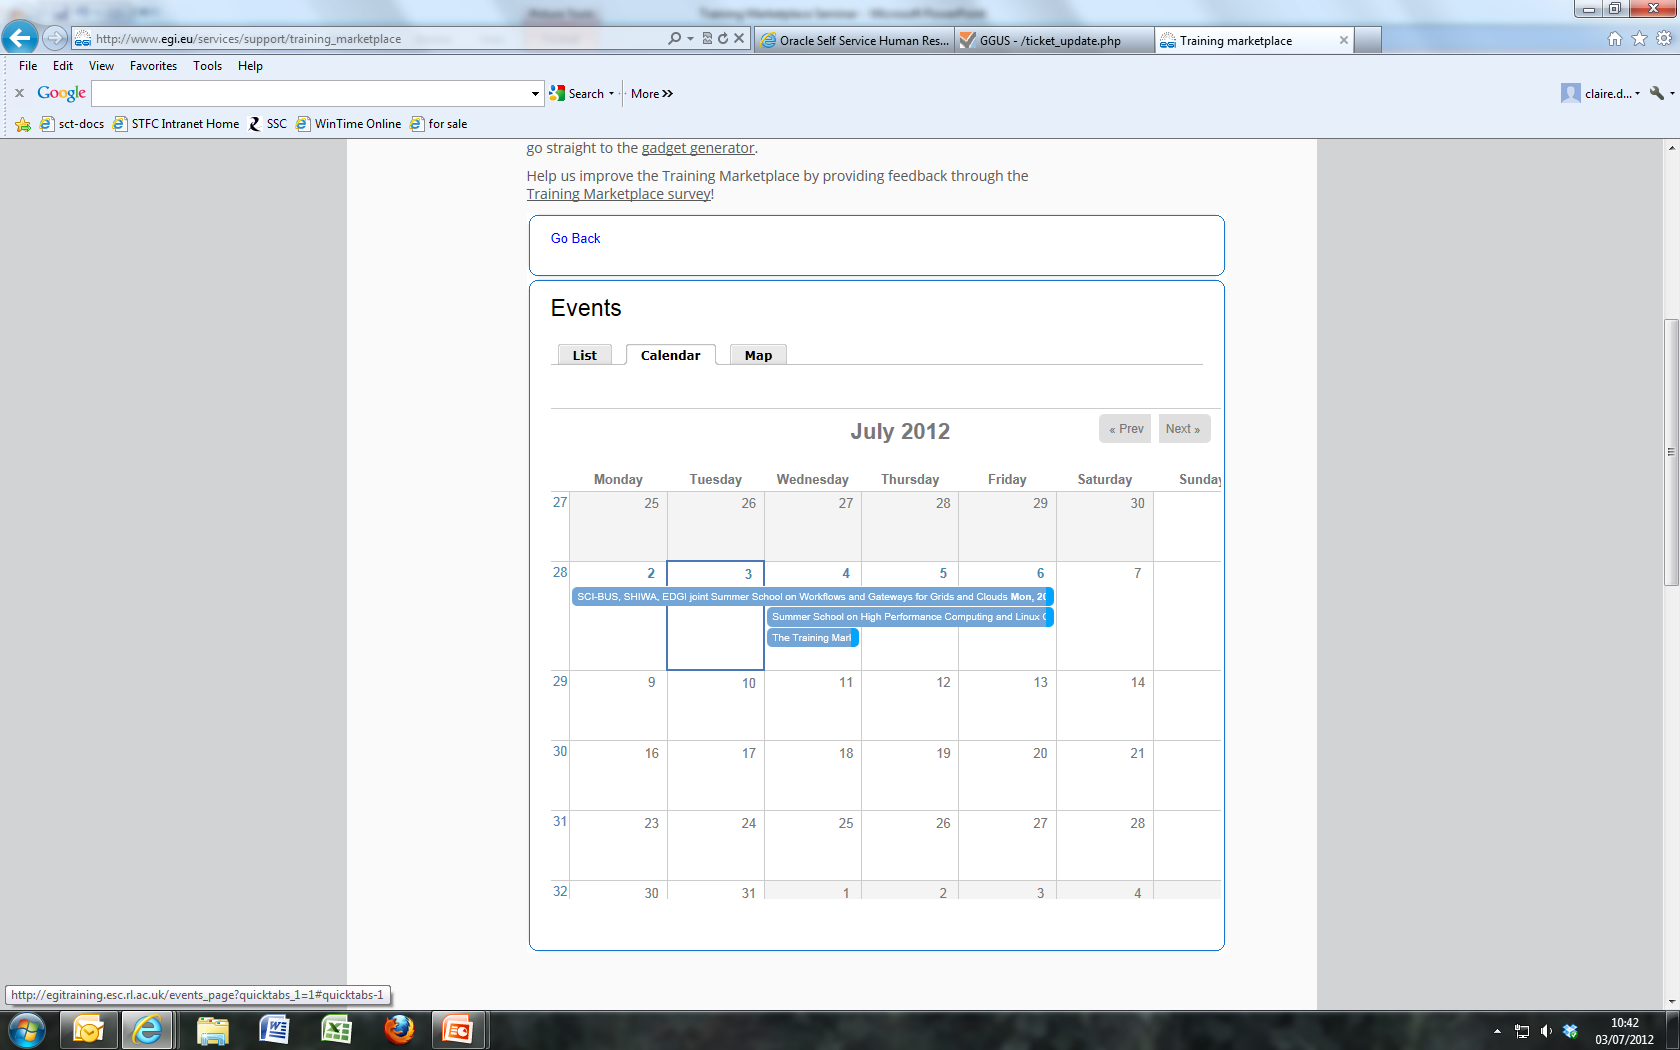 Training Marketplace Seminar - Microsoft PowerPoint
http://www.egi.eu/services/support/training_marketplace
Oracle Self Service Human Res...
GGUS - /ticket_update.php
Training marketplace
File Edit View Favorites Tools Help
x Google Search More >>
claire.d...
sct-docs STFC Intranet Home SSC WinTime Online for sale
go straight to the gadget generator.
Help us improve the Training Marketplace by providing feedback through the
Training Marketplace survey!
Go Back
Events
List Calendar Map
July 2012
« Prev Next »
Monday Tuesday Wednesday Thursday Friday Saturday Sunday
27 25 26 27 28 29 30
28 2 3 4 5 6 7
SCI-BUS, SHIWA, EDGI joint Summer School on Workflows and Gateways for Grids and Clouds Mon, 20
Summer School on High Performance Computing and Linux
The Training Mar
29 9 10 11 12 13 14
30 16 17 18 19 20 21
31 23 24 25 26 27 28
32 30 31 1 2 3 4
http://egitraining.esc.rl.ac.uk/events_page?quicktabs_1=1#quicktabs-1
10:42
03/07/2012